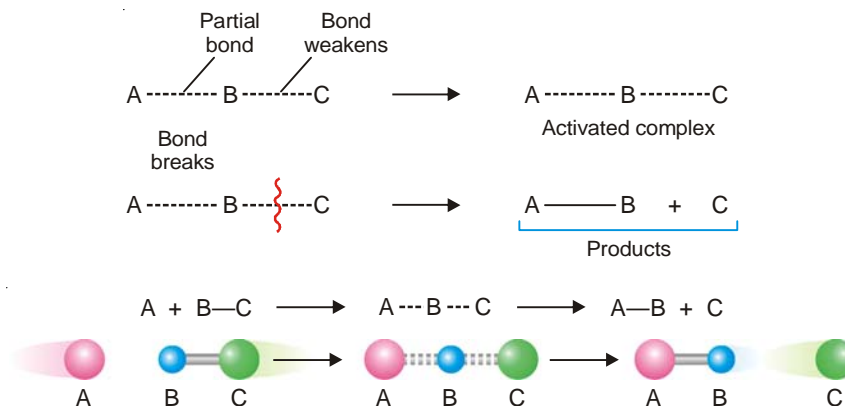 Partial bond
Bond weakens
A ------- B ------- C ⟶ A ------- B ------- C
Activated complex
Bond breaks
A ------- B ------- C ⟶ A —— B + C
Products
A + B—C ⟶ A --- B --- C ⟶ A—B + C
A B C A B C A B C